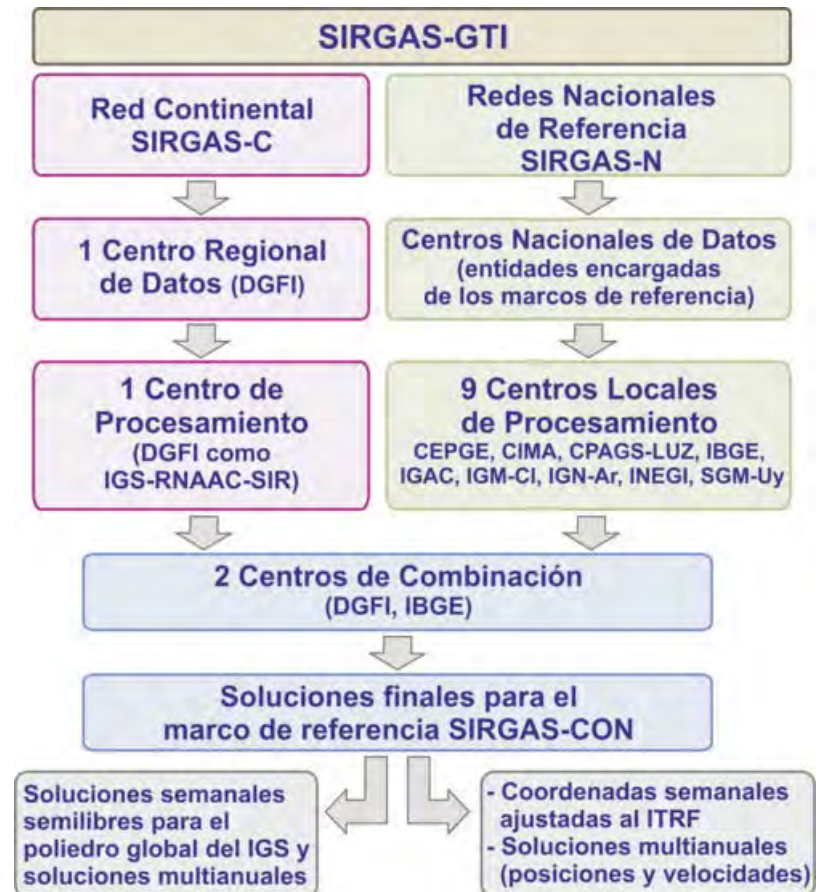 SIRGAS-GTI
Red Continental
SIRGAS-C
Redes Nacionales
de Referencia
SIRGAS-N
1 Centro Regional
de Datos (DGFI)
Centros Nacionales de Datos
(entidades encargadas
de los marcos de referencia)
1 Centro de
Procesamiento
(DGFI como
IGS-RNAAC-SIR)
9 Centros Locales
de Procesamiento
CEPGE, CIMA, CPAGS-LUZ, IBGE,
IGAC, IGM-Cl, IGN-Ar, INEGI, SGM-Uy
2 Centros de Combinación
(DGFI, IBGE)
Soluciones finales para el
marco de referencia SIRGAS-CON
Soluciones semanales
semilibres para el
poliedro global del IGS y
soluciones multianuales
- Coordenadas semanales
ajustadas al ITRF
- Soluciones multianuales
(posiciones y velocidades)